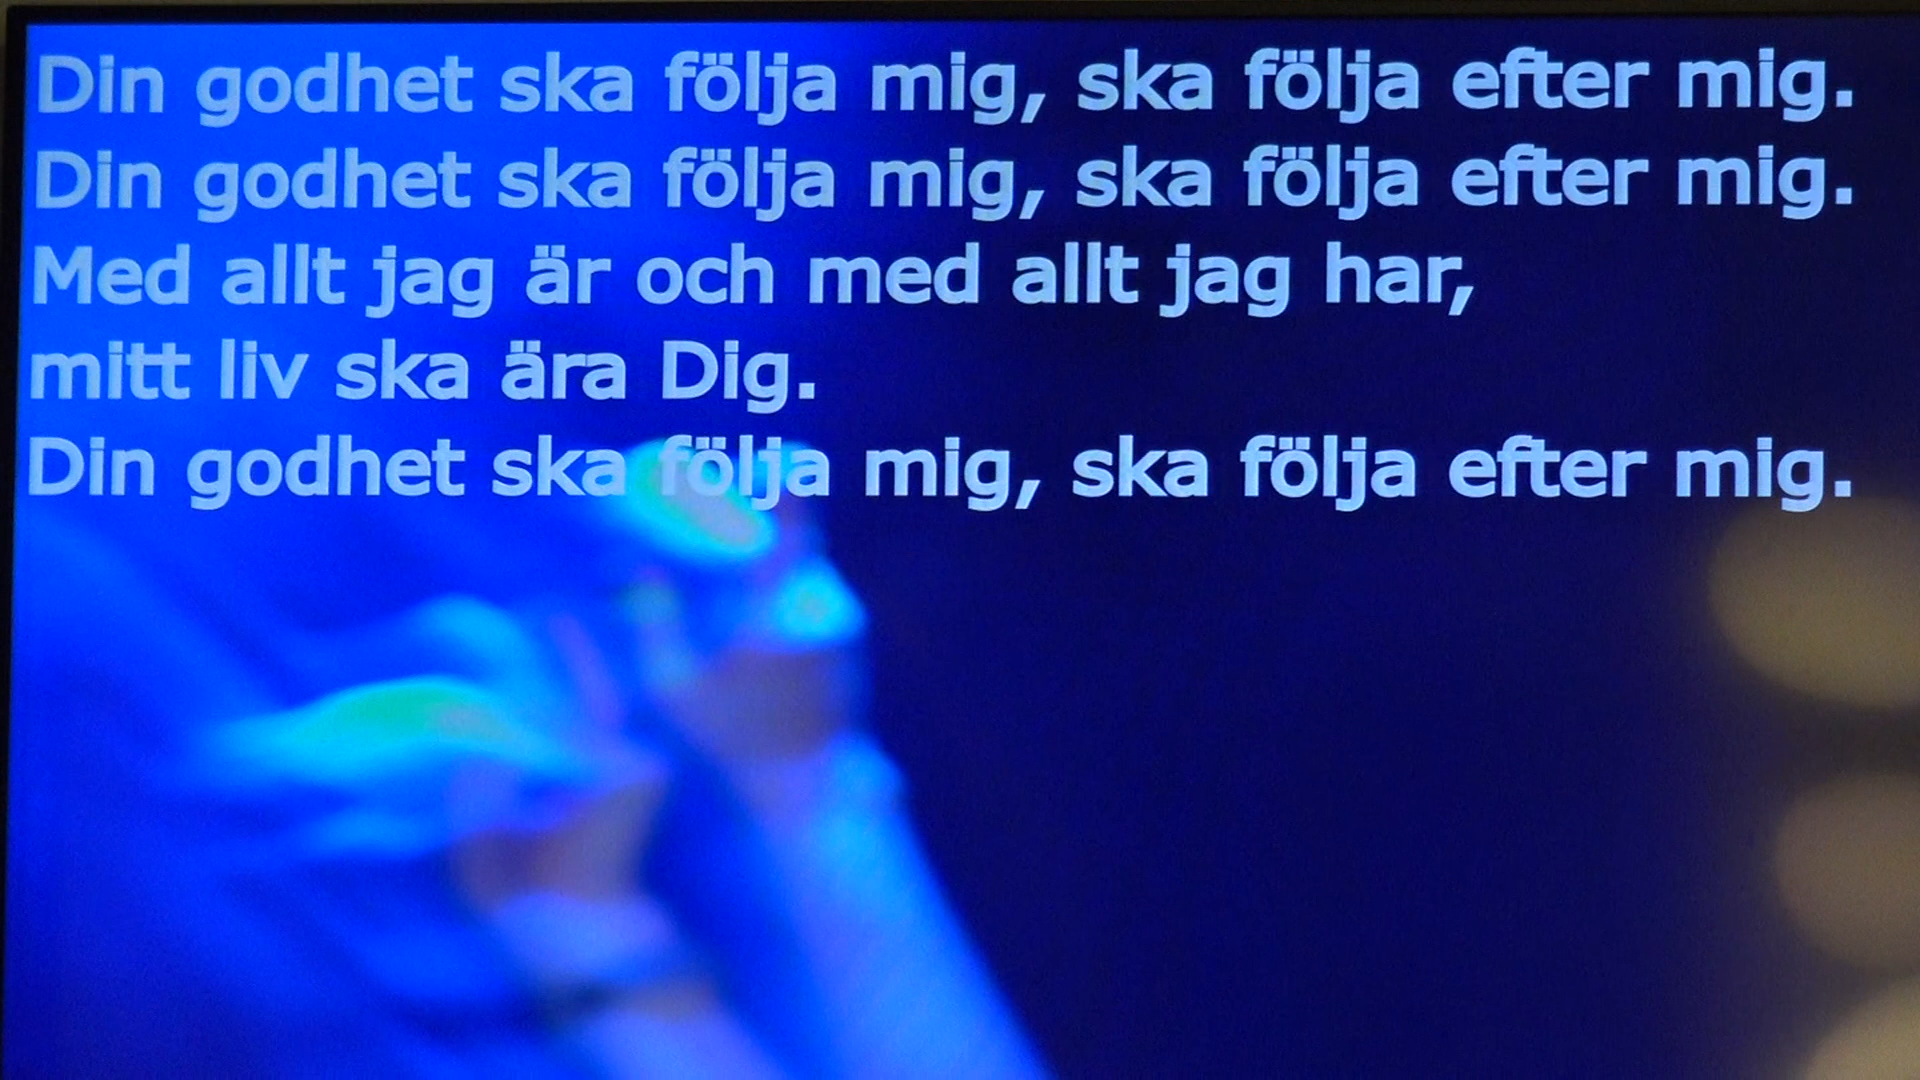 Din godhet ska följa mig, ska följa efter mig.
Din godhet ska följa mig, ska följa efter mig.
Med allt jag är och med allt jag har,
mitt liv ska ära Dig.
Din godhet ska följa mig, ska följa efter mig.